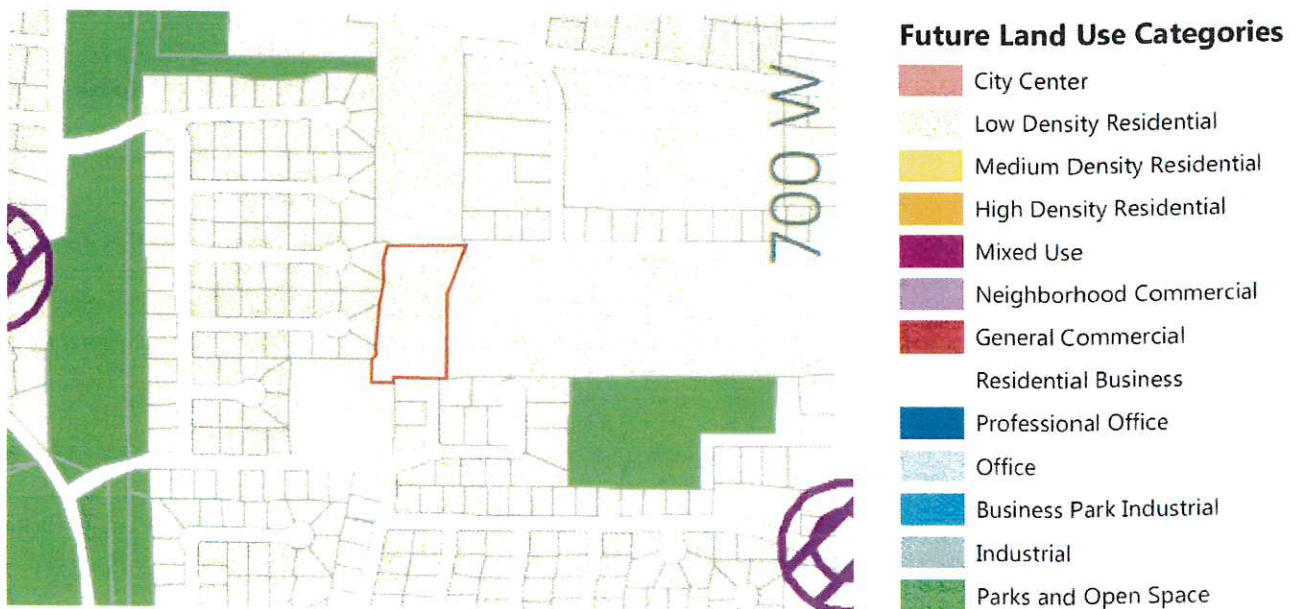 700 W
Future Land Use Categories
City Center
Low Density Residential
Medium Density Residential
High Density Residential
Mixed Use
Neighborhood Commercial
General Commercial
Residential Business
Professional Office
Office
Business Park Industrial
Industrial
Parks and Open Space